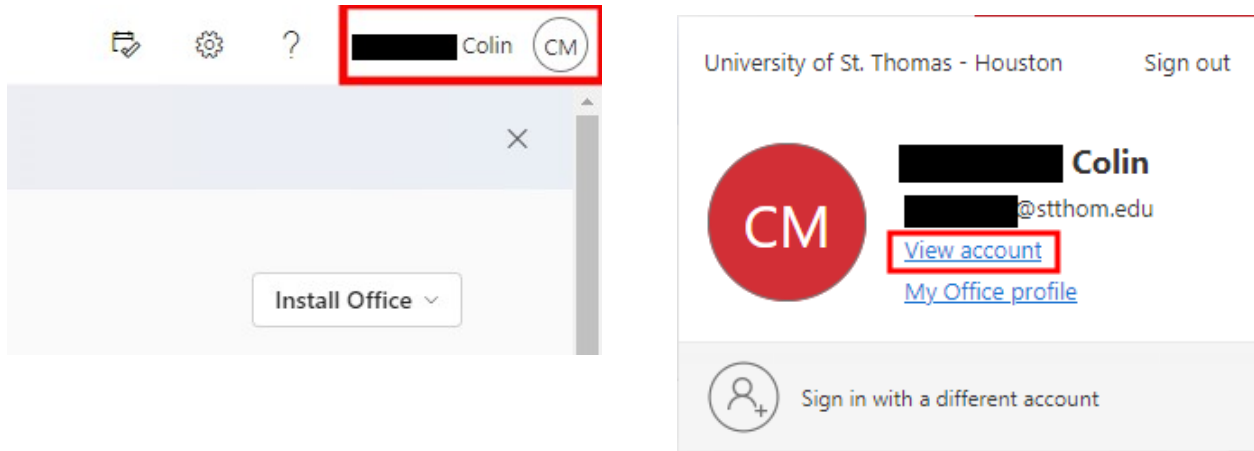 ? Colin CM
Install Office
University of St. Thomas - Houston Sign out
CM
Colin
@stthom.edu
View account
My Office profile
Sign in with a different account